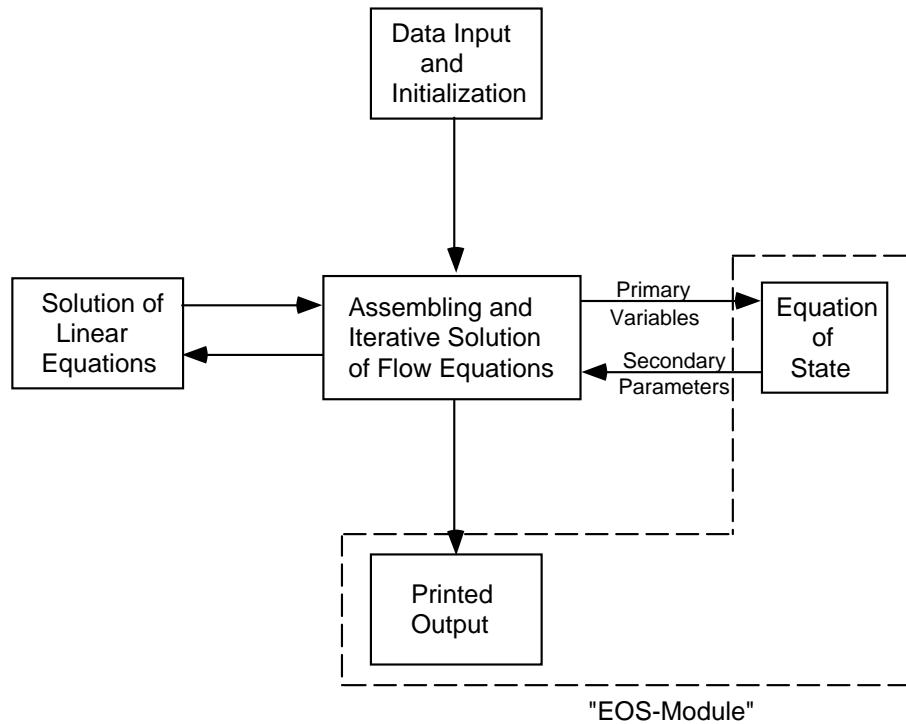 Data Input
and
Initialization
Solution of
Linear
Equations
Assembling and
Iterative Solution
of Flow Equations
Primary
Variables
Secondary
Parameters
Equation
of
State
Printed
Output
"EOS-Module"